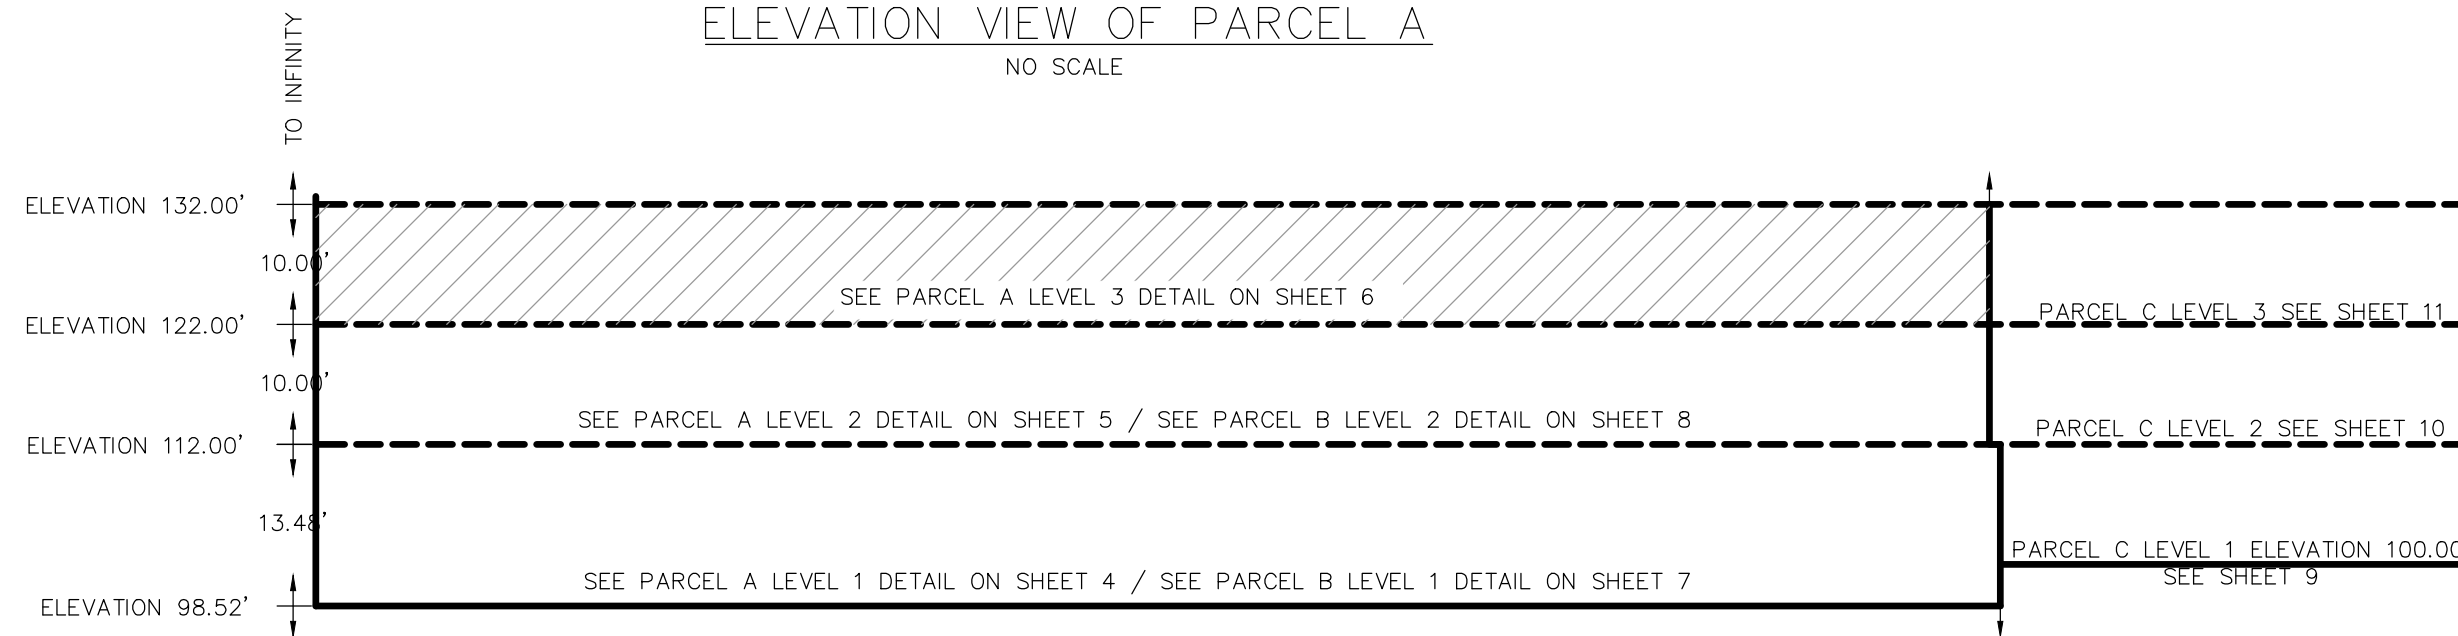 ELEVATION VIEW OF PARCEL A
NO SCALE
TO INFINITY
ELEVATION 132.00'
10.00'
SEE PARCEL A LEVEL 3 DETAIL ON SHEET 6
ELEVATION 122.00'
PARCEL C LEVEL 3 SEE SHEET 11
10.00'
SEE PARCEL A LEVEL 2 DETAIL ON SHEET 5 / SEE PARCEL B LEVEL 2 DETAIL ON SHEET 8
PARCEL C LEVEL 2 SEE SHEET 10
ELEVATION 112.00'
13.48'
PARCEL C LEVEL 1 ELEVATION 100.00
SEE SHEET 9
SEE PARCEL A LEVEL 1 DETAIL ON SHEET 4 / SEE PARCEL B LEVEL 1 DETAIL ON SHEET 7
ELEVATION 98.52'